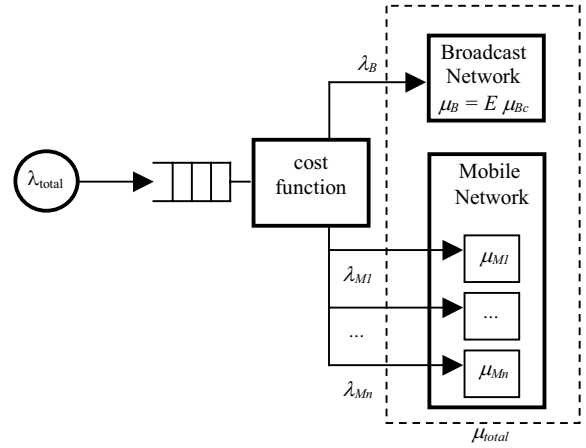 λtotal
cost
function
λB
Broadcast
Network
μB = E μBc
Mobile
Network
λM1
μM1
...
...
λMn
μMn
μtotal